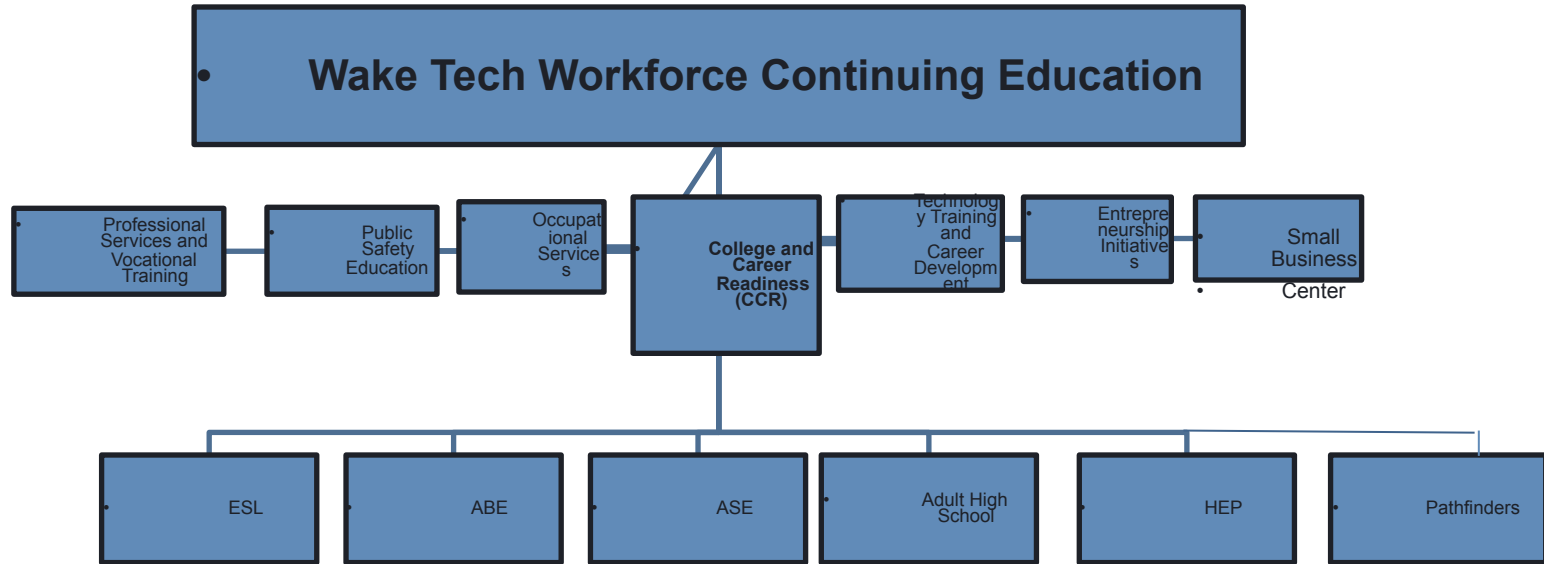 • Wake Tech Workforce Continuing Education
• Professional
Services and
Vocational
Training
• Public
Safety
Education
• Occupat
ional
Service
s
• College and
Career
Readiness
(CCR)
• Technolog
y Training
and
Career
Developm
ent
• Entrepre
neurship
Initiative
s
• Small
Business
• Center
• ESL
• ABE
• ASE
• Adult High
School
• HEP
• Pathfinders